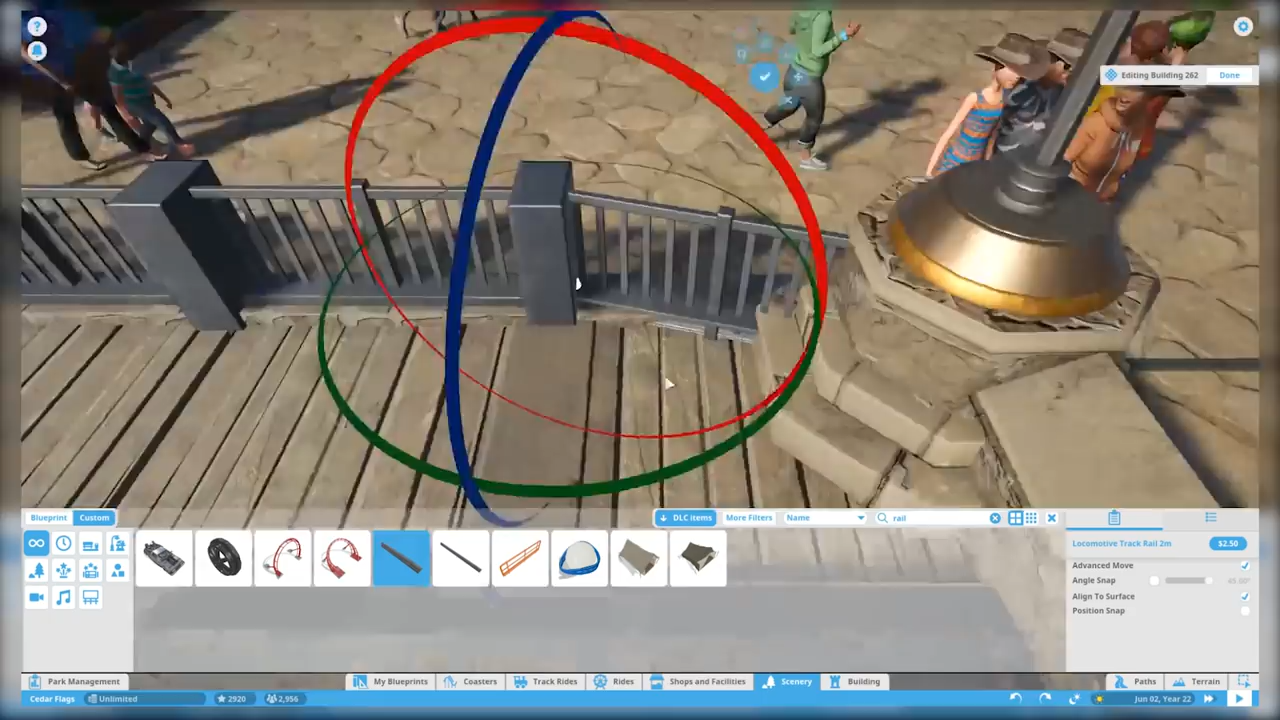 Editing Building 262 Done
Blueprint Custom
DLC items More Filters Name rail
Locomotive Track Rail 2m $2.50
Advanced Move
Angle Snap 45.00°
Align To Surface
Position Snap
Park Management My Blueprints Coasters Track Rides Rides Shops and Facilities Scenery Building Paths Terrain
Cedar Flags Unlimited 2920 2,956 Jun 02, Year 22